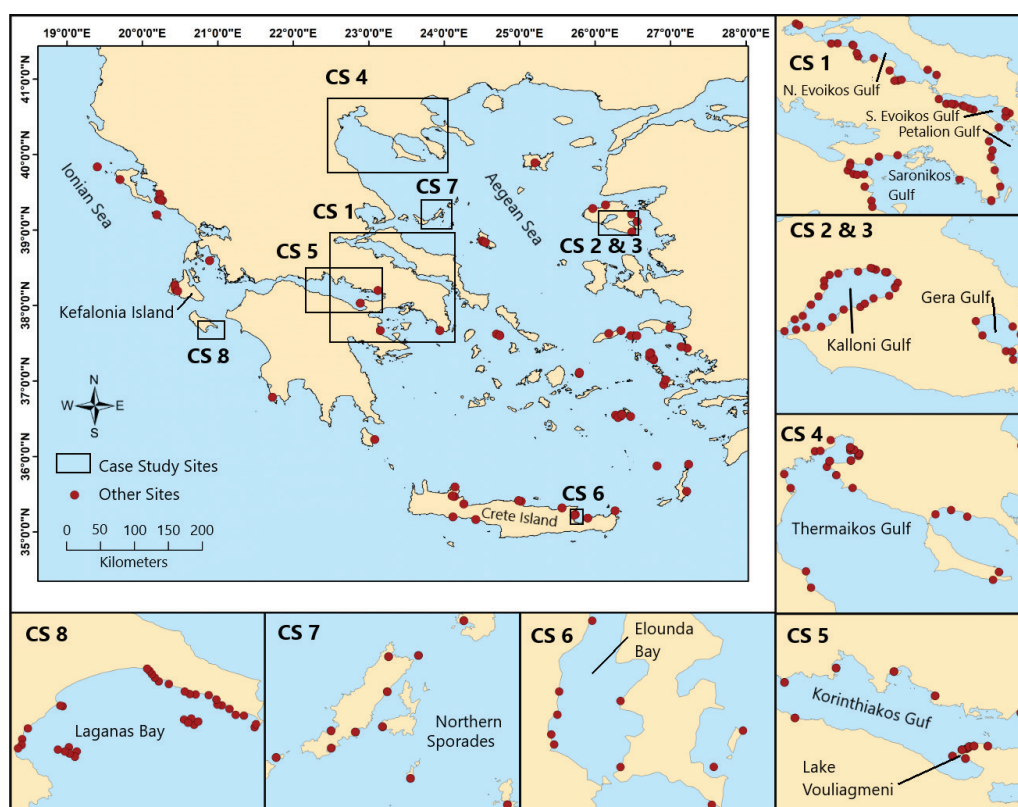 19°0'0"E 20°0'0"E 21°0'0"E 22°0'0"E 23°0'0"E 24°0'0"E 25°0'0"E 26°0'0"E 27°0'0"E 28°0'0"E
41°0'0"N
40°0'0"N
39°0'0"N
38°0'0"N
37°0'0"N
36°0'0"N
35°0'0"N
CS 4
CS 7
CS 1
CS 5
CS 2 & 3
CS 8
CS 6
Ionian Sea
Aegean Sea
Kefalonia Island
Crete Island
N
W E
S
Case Study Sites
Other Sites
0 50 100 150 200
Kilometers
CS 1
N. Evoikos Gulf
S. Evoikos Gulf
Petalion Gulf
Saronikos
Gulf
CS 2 & 3
Gera Gulf
Kalloni Gulf
CS 4
Thermaikos Gulf
CS 8
Laganas Bay
CS 7
Northern
Sporades
CS 6
Elounda
Bay
CS 5
Korinthiakos Guf
Lake
Vouliagmeni